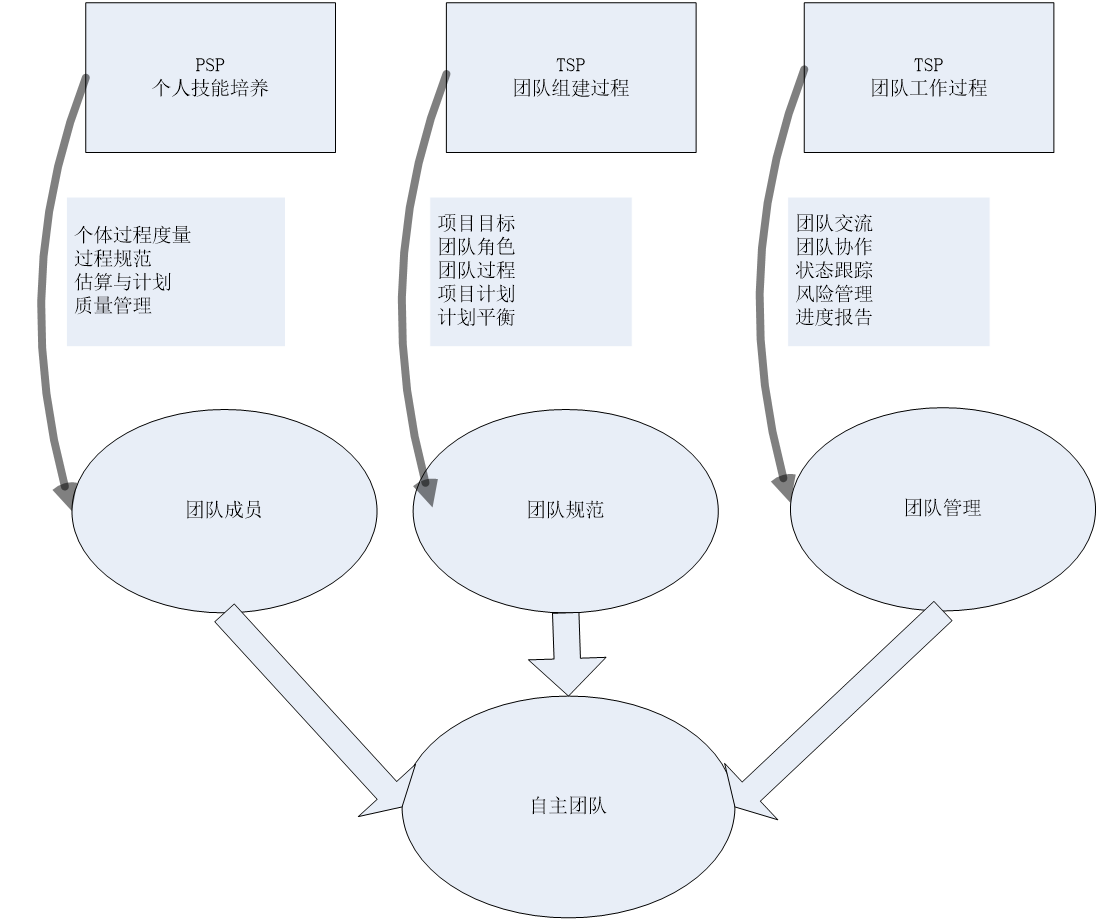 PSP
个人技能培养
TSP
团队组建过程
TSP
团队工作过程
个体过程度量
过程规范
估算与计划
质量管理
项目目标
团队角色
团队过程
项目计划
计划平衡
团队交流
团队协作
状态跟踪
风险管理
进度报告
团队成员
团队规范
团队管理
自主团队